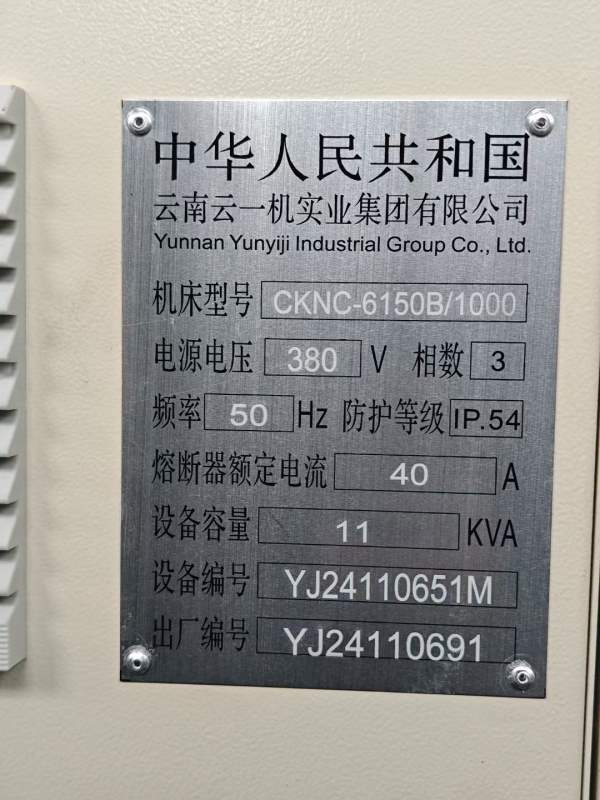 中华人民共和国
云南云一机实业集团有限公司
Yunnan Yunyiji Industrial Group Co., Ltd.
机床型号 CKNC-6150B/1000
电源电压 380 V 相数 3
频率 50 Hz 防护等级 IP.54
熔断器额定电流 40 A
设备容量 11 KVA
设备编号 YJ24110651M
出厂编号 YJ24110691